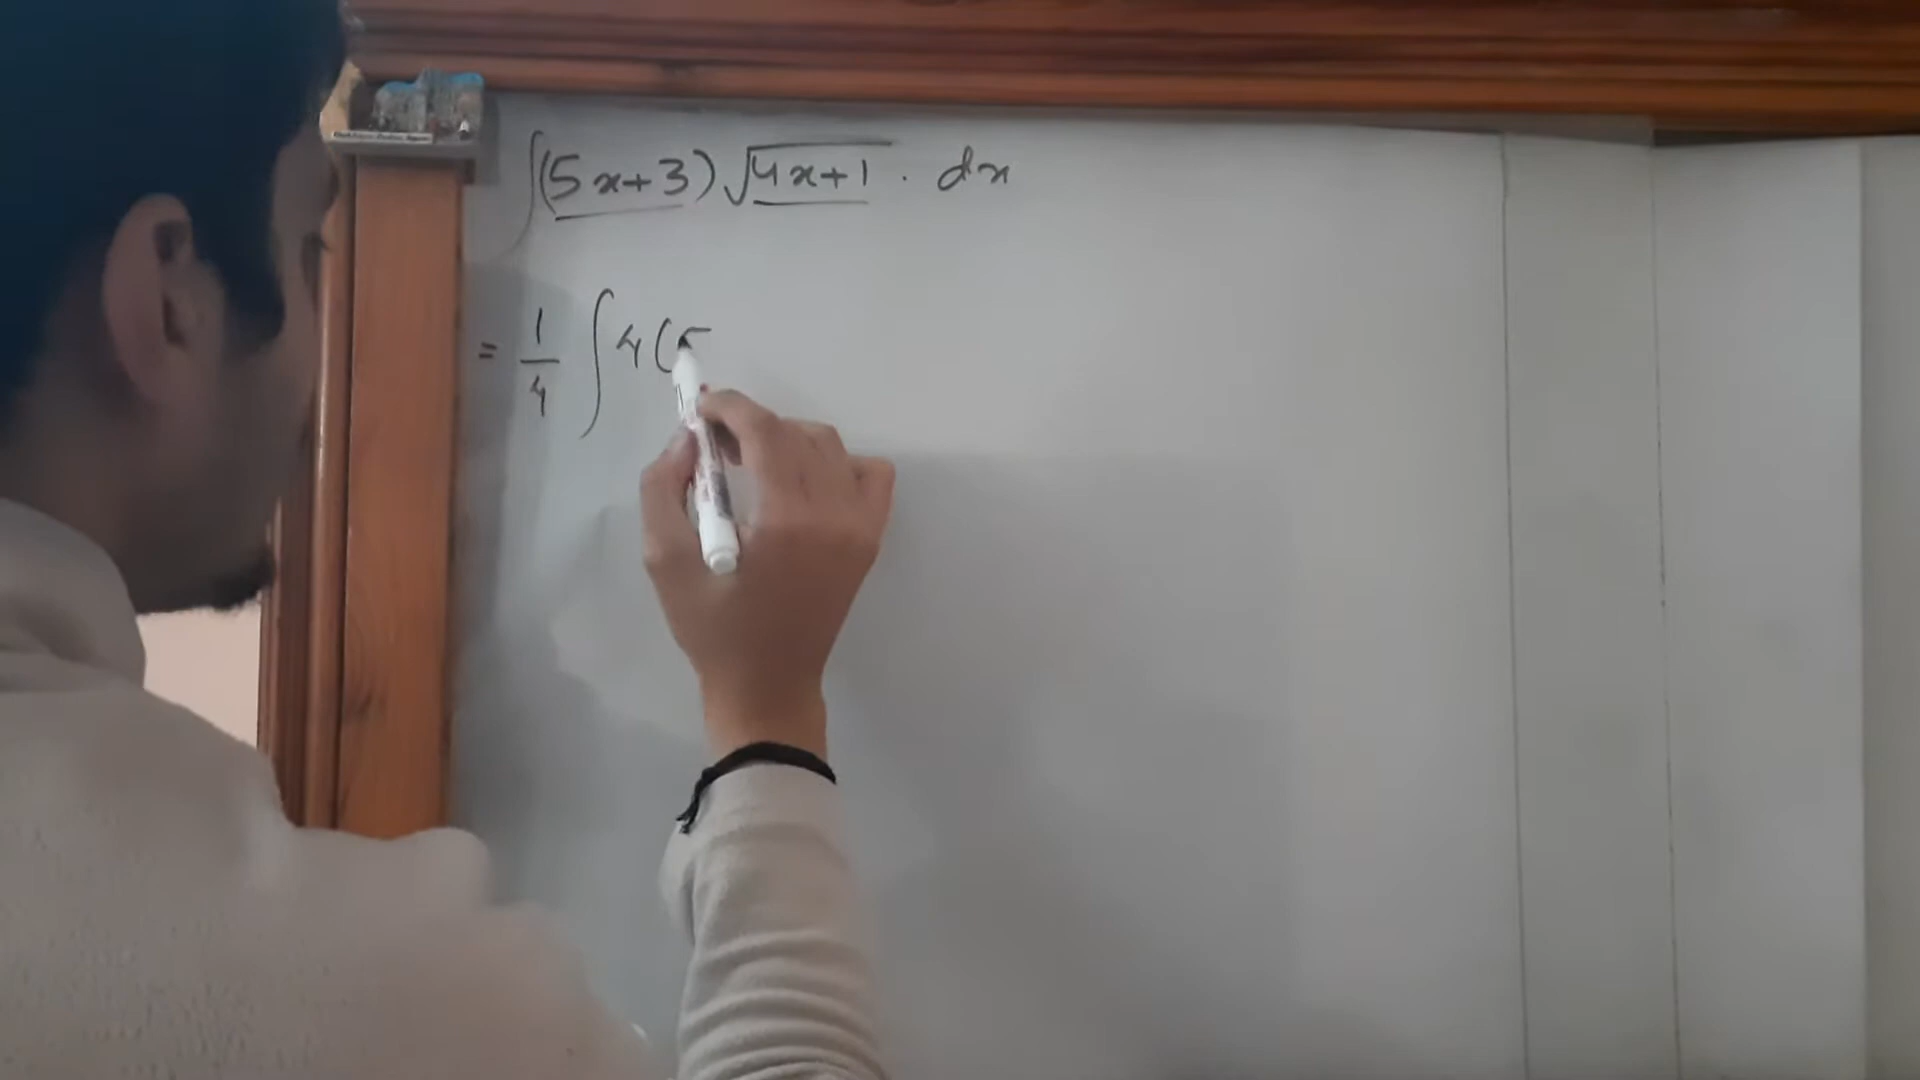 ∫(5x+3)√4x+1 . dx
= 1/4 ∫ 4(5